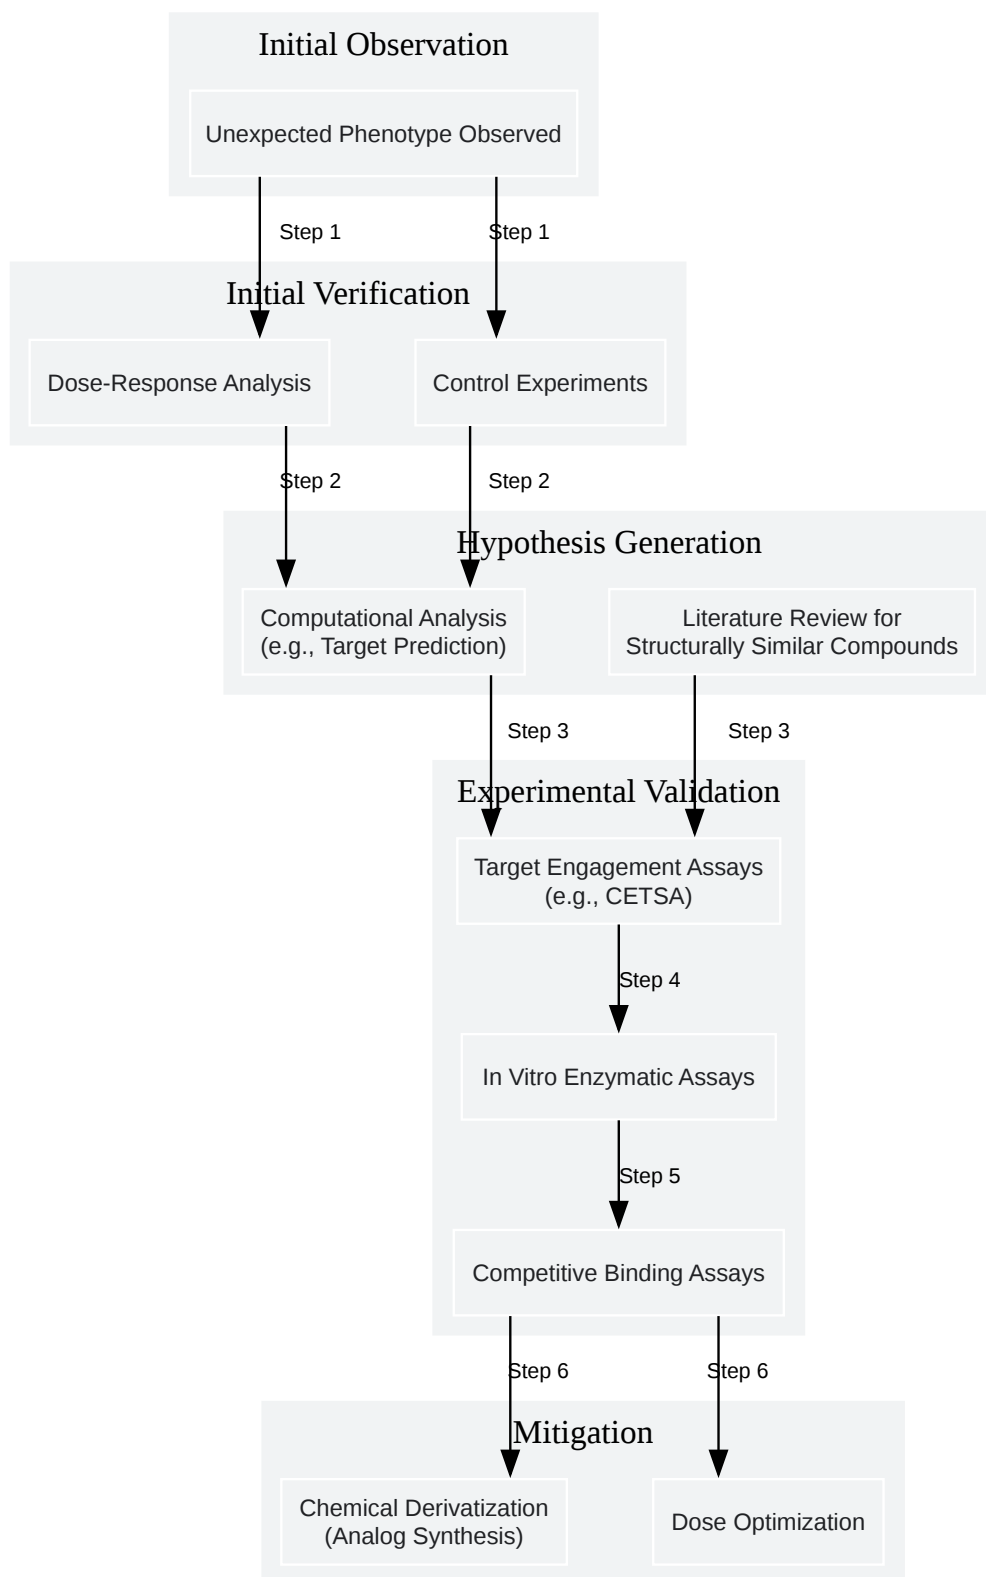 Initial Observation
Unexpected Phenotype Observed
Step 1
Step 1
Initial Verification
Dose-Response Analysis
Control Experiments
Step 2
Step 2
Hypothesis Generation
Computational Analysis
(e.g., Target Prediction)
Literature Review for
Structurally Similar Compounds
Step 3
Step 3
Experimental Validation
Target Engagement Assays
(e.g., CETSA)
Step 4
In Vitro Enzymatic Assays
Step 5
Competitive Binding Assays
Step 6
Step 6
Mitigation
Chemical Derivatization
(Analog Synthesis)
Dose Optimization